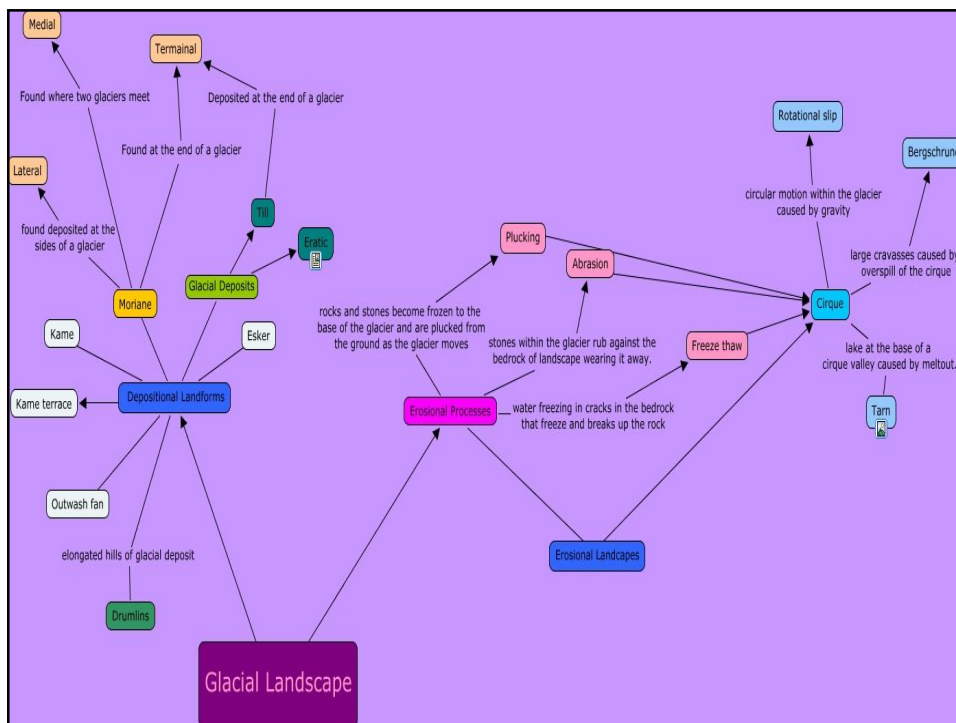 Medial
Termainal
Found where two glaciers meet
Deposited at the end of a glacier
Found at the end of a glacier
Lateral
found deposited at the
sides of a glacier
Till
Eratic
Glacial Deposits
Moriane
Kame
Esker
Kame terrace
Depositional Landforms
Outwash fan
elongated hills of glacial deposit
Drumlins
Glacial Landscape
Rotational slip
Bergschrund
circular motion within the glacier
caused by gravity
large cravasses caused by
overspill of the cirque
Plucking
Abrasion
Cirque
rocks and stones become frozen to the
base of the glacier and are plucked from
the ground as the glacier moves
stones within the glacier rub against the
bedrock of landscape wearing it away.
Freeze thaw
lake at the base of a
cirque valley caused by meltout.
Tarn
Erosional Processes
water freezing in cracks in the bedrock
that freeze and breaks up the rock
Erosional Landcapes